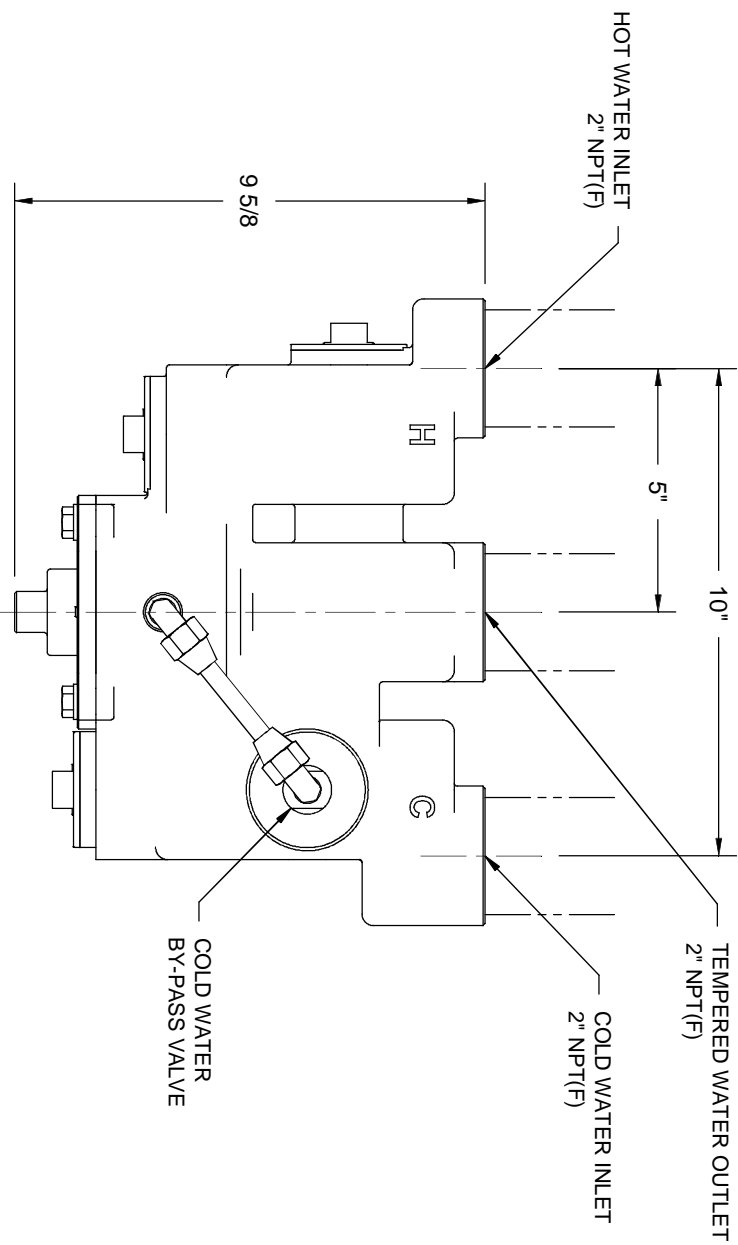 HOT WATER INLET
2" NPT(F)
9 5/8
5"
10"
TEMPERED WATER OUTLET
2" NPT(F)
COLD WATER INLET
2" NPT(F)
COLD WATER
BY-PASS VALVE
H
C